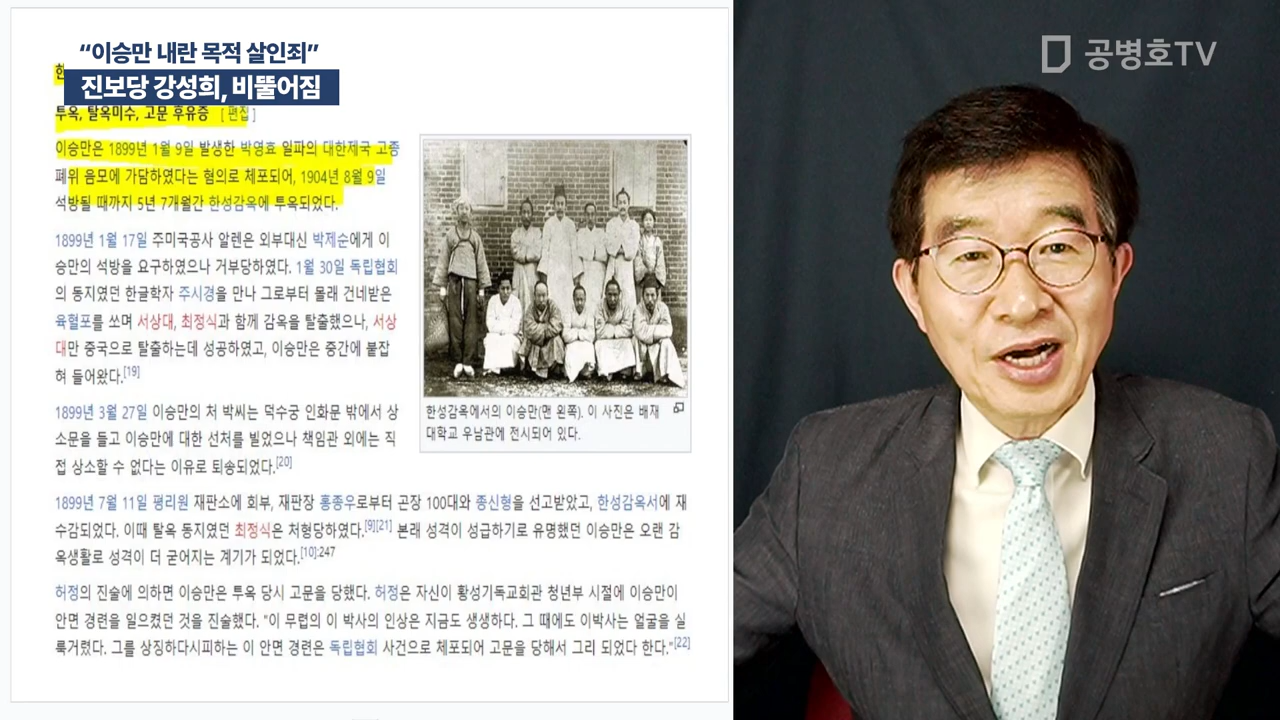 “이승만 내란 목적 살인죄”
진보당 강성희, 비뚤어짐
공병호TV
한
투옥, 탈옥미수, 고문 후유증 [편집]
이승만은 1899년 1월 9일 발생한 박영효 일파의 대한제국 고종
폐위 음모에 가담하였다는 혐의로 체포되어, 1904년 8월 9일
석방될 때까지 5년 7개월간 한성감옥에 투옥되었다.
1899년 1월 17일 주미국공사 알렌은 외부대신 박제순에게 이
승만의 석방을 요구하였으나 거부당하였다. 1월 30일 독립협회
의 동지였던 한글학자 주시경을 만나 그로부터 몰래 건네받은
육혈포를 쓰며 서상대, 최정식과 함께 감옥을 탈출했으나, 서상
대만 중국으로 탈출하는데 성공하였고, 이승만은 중간에 붙잡
혀 들어왔다.[19]
1899년 3월 27일 이승만의 처 박씨는 덕수궁 인화문 밖에서 상
소문을 들고 이승만에 대한 선처를 빌었으나 책임관 외에는 직
접 상소할 수 없다는 이유로 퇴송되었다.[20]
한성감옥에서의 이승만(맨 왼쪽). 이 사진은 배재
대학교 우남관에 전시되어 있다.
1899년 7월 11일 평리원 재판소에 회부, 재판장 홍종우로부터 곤장 100대와 종신형을 선고받았고, 한성감옥서에 재
수감되었다. 이때 탈옥 동지였던 최정식은 처형당하였다.[9][21] 본래 성격이 성급하기로 유명했던 이승만은 오랜 감
옥생활로 성격이 더 굳어지는 계기가 되었다.[10]:247
허정의 진술에 의하면 이승만은 투옥 당시 고문을 당했다. 허정은 자신이 황성기독교회관 청년부 시절에 이승만이
안면 경련을 일으켰던 것을 진술했다. "이 무렵의 이 박사의 인상은 지금도 생생하다. 그 때에도 이박사는 얼굴을 실
룩거렸다. 그를 상징하다시피하는 이 안면 경련은 독립협회 사건으로 체포되어 고문을 당해서 그리 되었다 한다."[22]